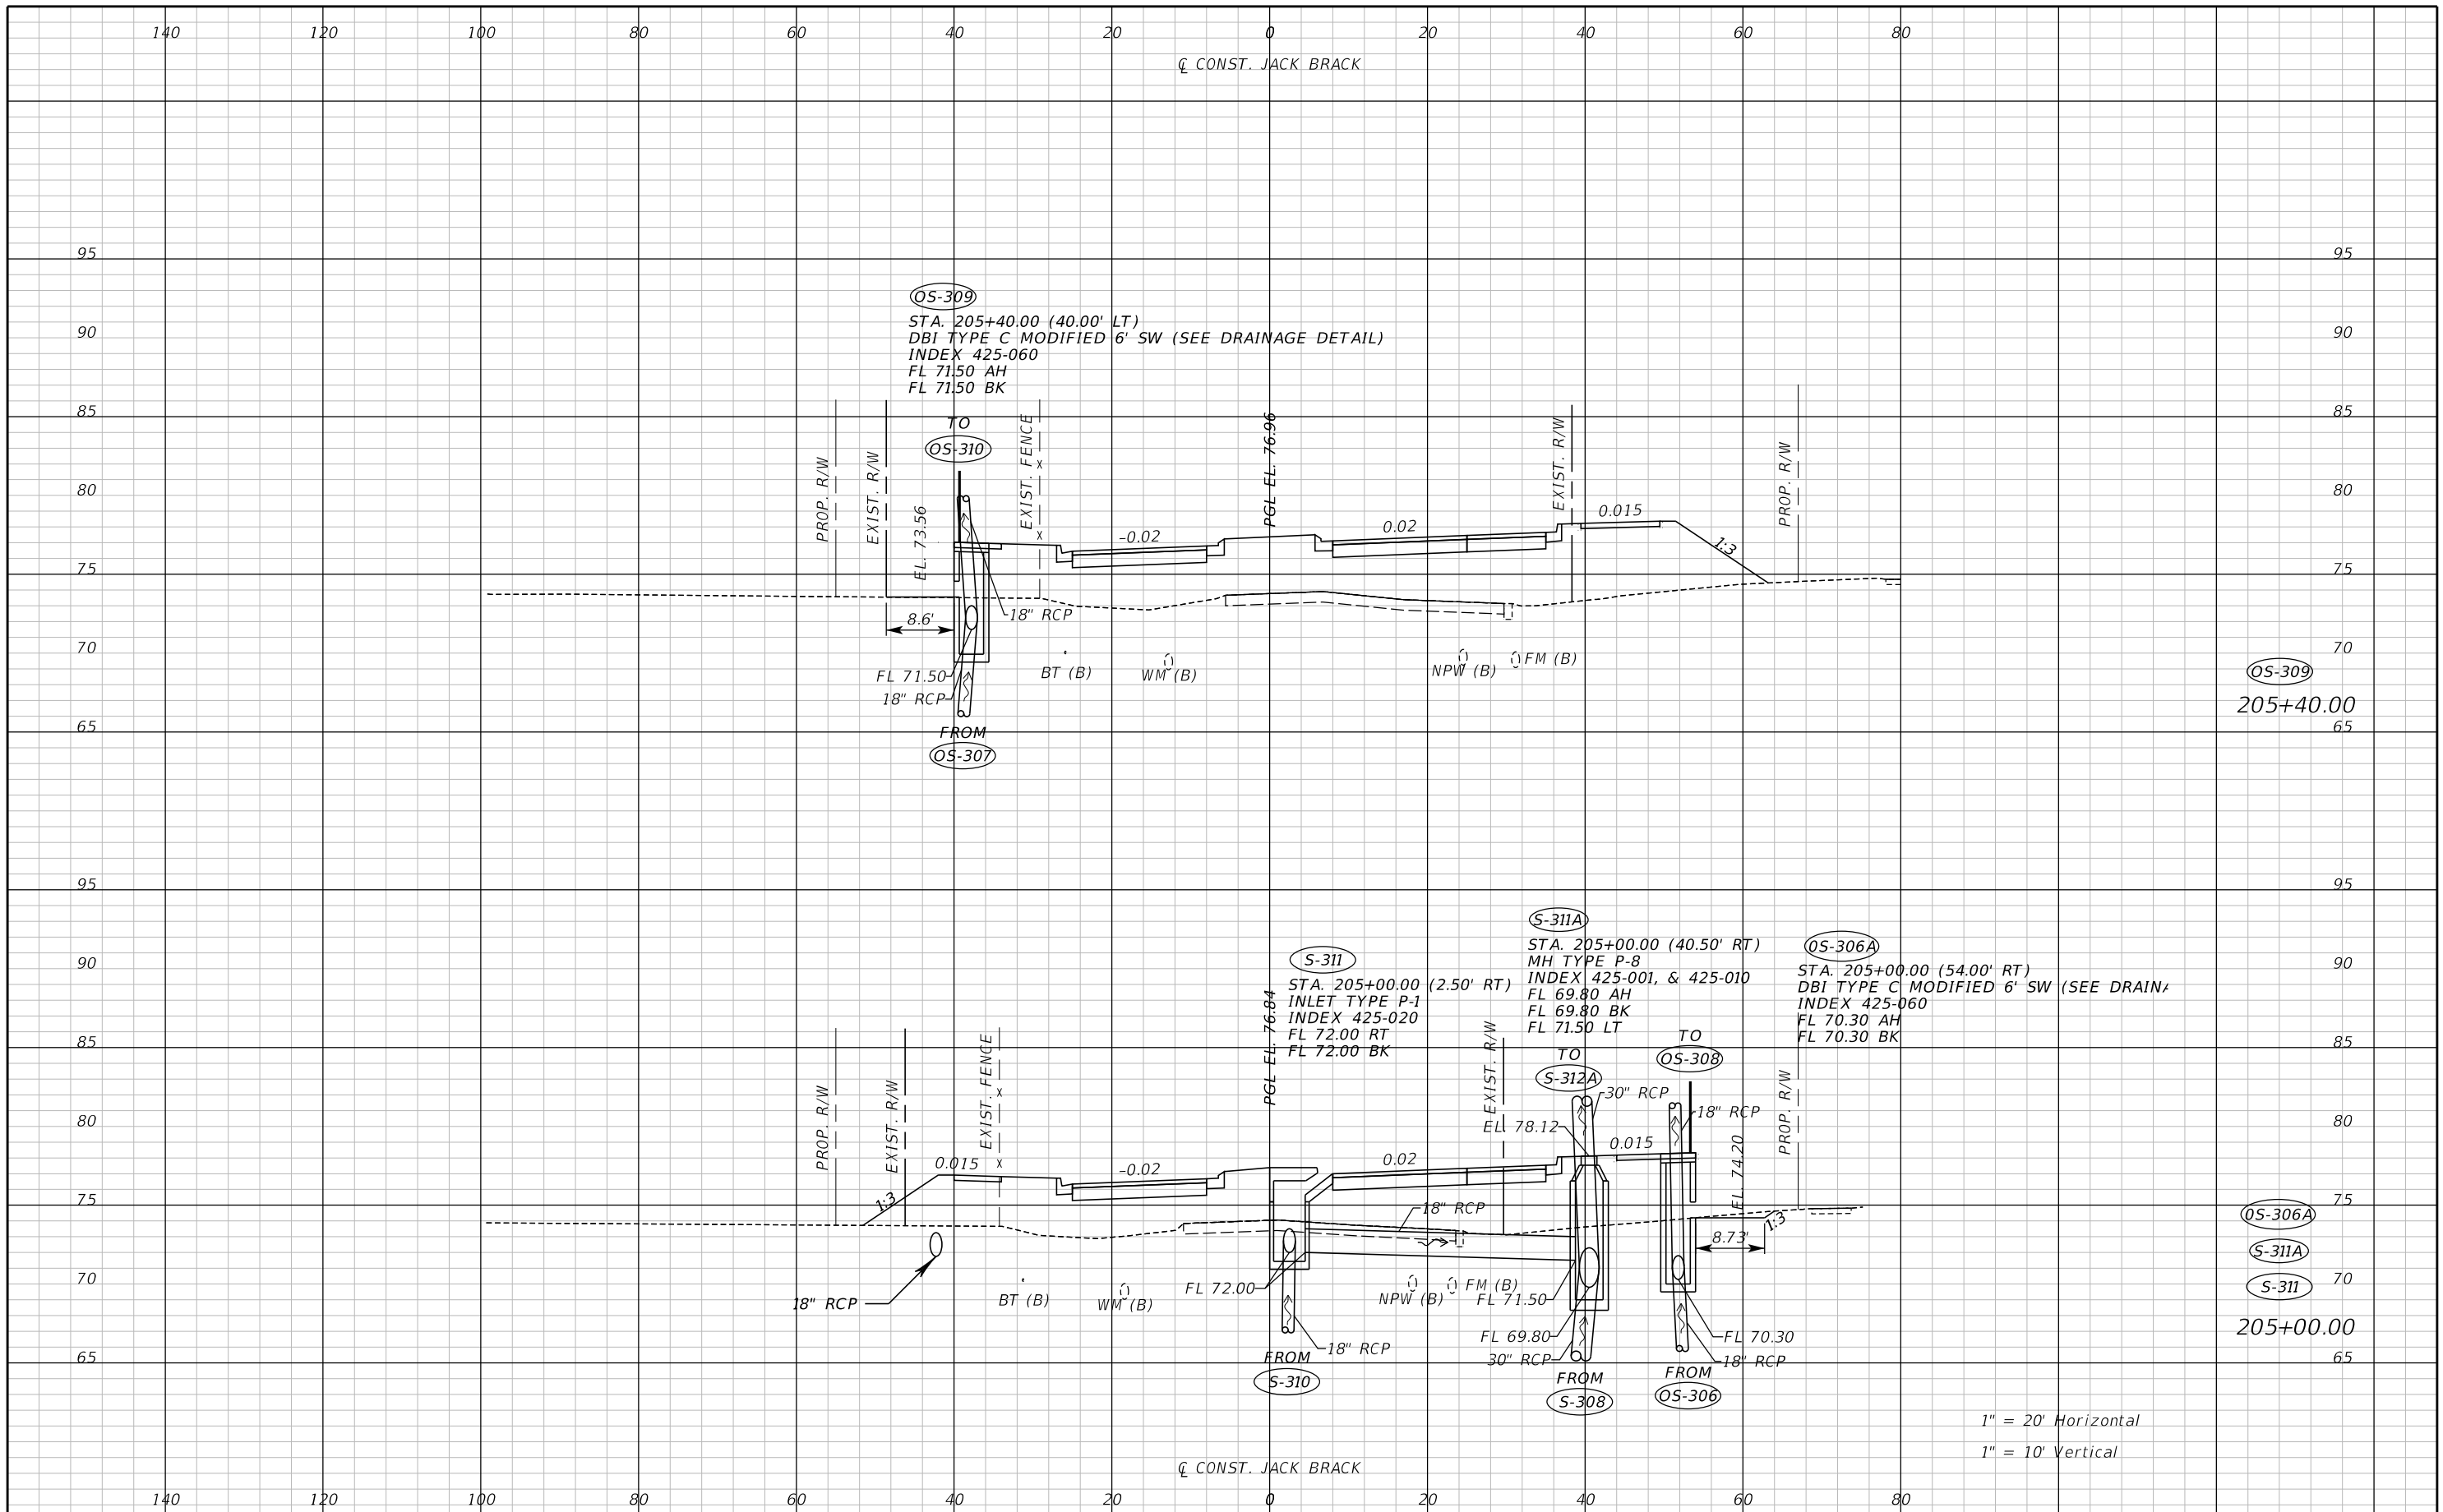 140 120 100 80 60 40 20 0 20 40 60 80
℄ CONST. JACK BRACK
95 95
OS-309
STA. 205+40.00 (40.00' LT)
DBI TYPE C MODIFIED 6' SW (SEE DRAINAGE DETAIL)
INDEX 425-060
FL 71.50 AH
FL 71.50 BK
90 90
85 85
TO
OS-310
PROP. R/W
EXIST. R/W
EL. 73.56
EXIST. FENCE
PGL EL. 76.96
EXIST. R/W
PROP. R/W
80 80
-0.02
0.02
0.015
1:3
75 75
8.6'
18" RCP
70 70
FL 71.50
18" RCP
BT (B)
WM (B)
NPW (B)
FM (B)
OS-309
205+40.00
65 65
FROM
OS-307
95 95
S-311
STA. 205+00.00 (2.50' RT)
INLET TYPE P-1
INDEX 425-020
FL 72.00 RT
FL 72.00 BK
S-311A
STA. 205+00.00 (40.50' RT)
MH TYPE P-8
INDEX 425-001, & 425-010
FL 69.80 AH
FL 69.80 BK
FL 71.50 LT
0S-306A
STA. 205+00.00 (54.00' RT)
DBI TYPE C MODIFIED 6' SW (SEE
INDEX 425-060
FL 70.30 AH
FL 70.30 BK
90 90
85 85
TO
S-312A
TO
OS-308
PROP. R/W
EXIST. R/W
EXIST. FENCE
PGL EL. 76.84
EXIST. R/W
PROP. R/W
30" RCP
18" RCP
80 80
EL. 78.12
EL. 74.20
0.015
-0.02
0.02
0.015
1:3
75 75
18" RCP
1:3
8.73'
0S-306A
S-311A
S-311
205+00.00
70 70
18" RCP
BT (B)
WM (B)
FL 72.00
NPW (B)
FM (B)
FL 71.50
FL 69.80
30" RCP
FL 70.30
18" RCP
18" RCP
65 65
FROM
S-310
FROM
S-308
FROM
OS-306
1" = 20' Horizontal
1" = 10' Vertical
℄ CONST. JACK BRACK
140 120 100 80 60 40 20 0 20 40 60 80